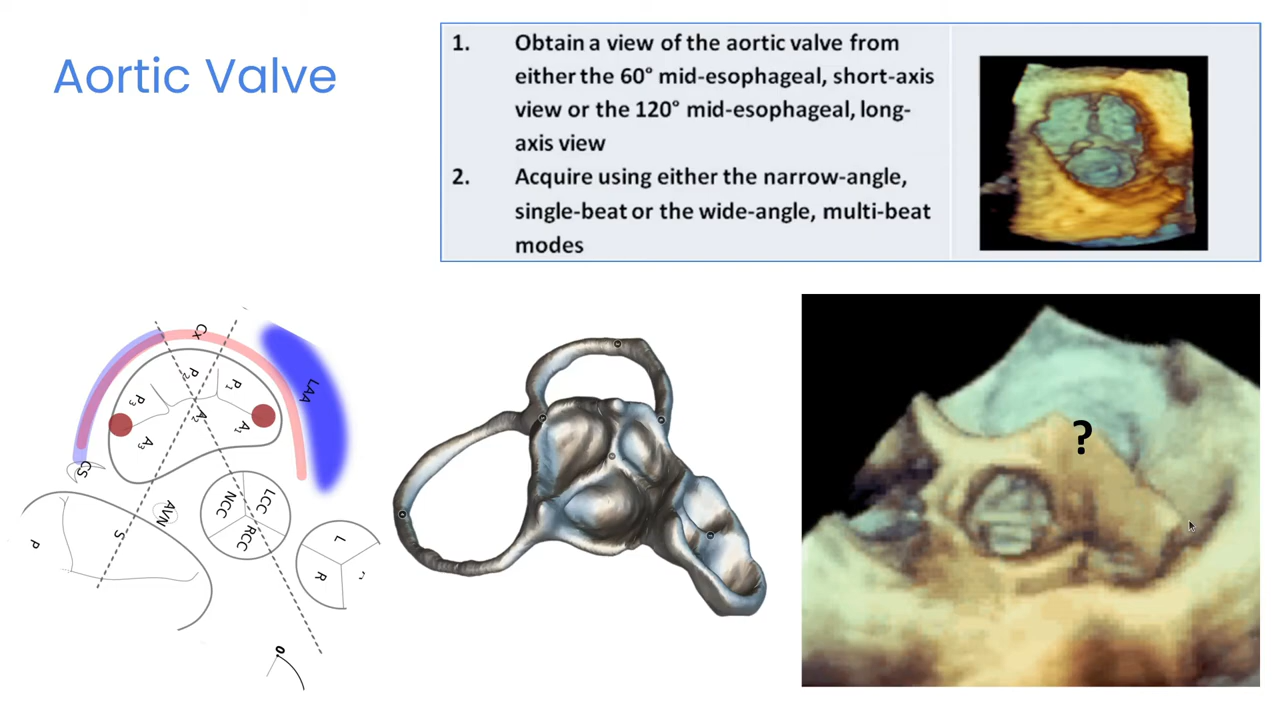 Aortic Valve
1. Obtain a view of the aortic valve from
either the 60° mid-esophageal, short-axis
view or the 120° mid-esophageal, long-
axis view
2. Acquire using either the narrow-angle,
single-beat or the wide-angle, multi-beat
modes
Cx
LAA
P2
P1
P3
A2
A1
A3
CS
AVN
NCC
LCC
RCC
S
P
L
R
0
?